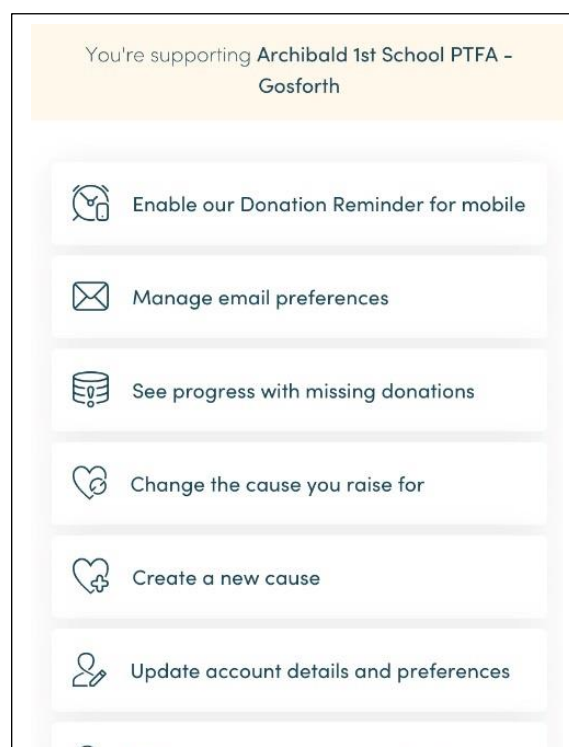 You're supporting Archibald 1st School PTFA -
Gosforth
Enable our Donation Reminder for mobile
Manage email preferences
See progress with missing donations
Change the cause you raise for
Create a new cause
Update account details and preferences